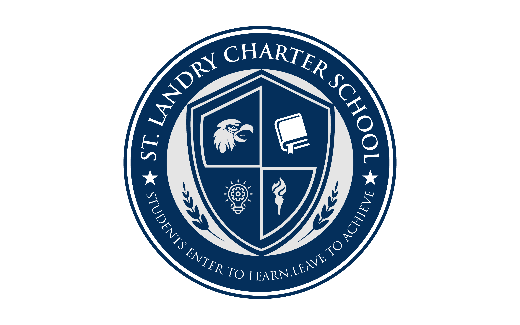 ST. LANDRY CHARTER SCHOOL
STUDENTS ENTER TO LEARN.LEAVE TO ACHIEVE